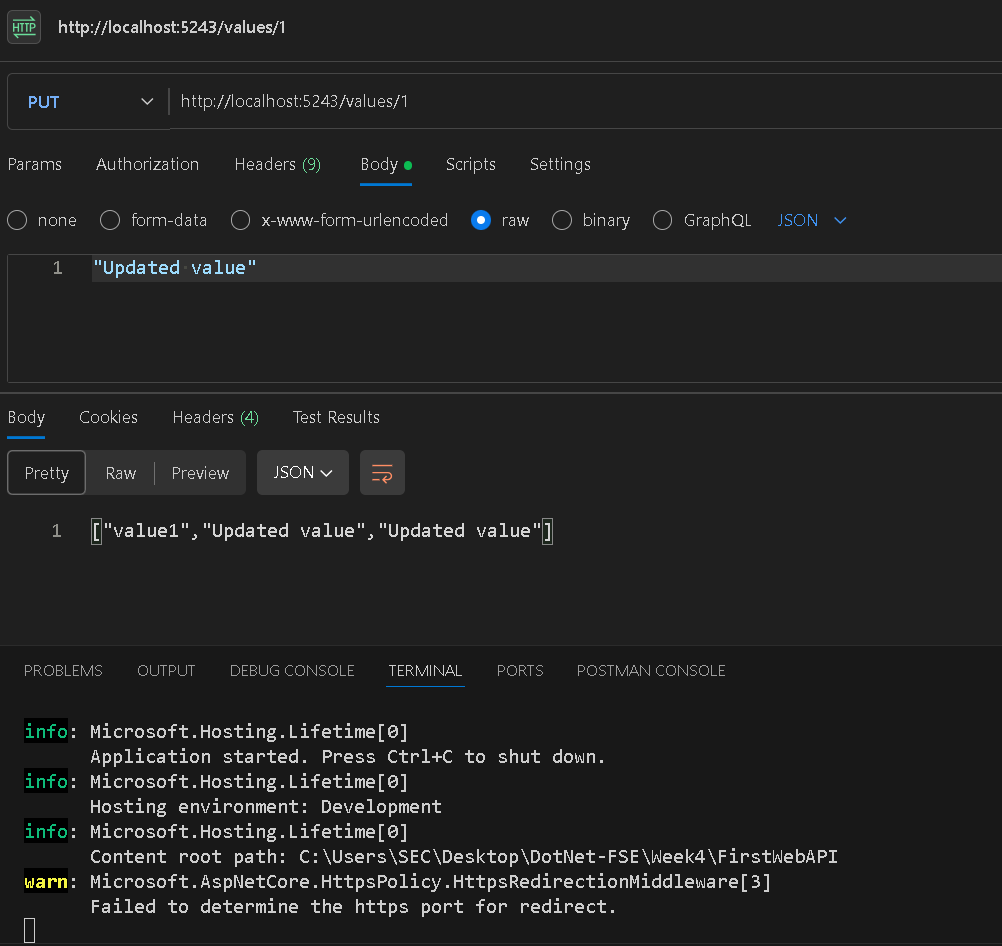 HTTP http://localhost:5243/values/1
PUT http://localhost:5243/values/1
Params Authorization Headers (9) Body Scripts Settings
none form-data x-www-form-urlencoded raw binary GraphQL JSON
1 "Updated value"
Body Cookies Headers (4) Test Results
Pretty Raw Preview JSON
1 ["value1","Updated value","Updated value"]
PROBLEMS OUTPUT DEBUG CONSOLE TERMINAL PORTS POSTMAN CONSOLE
info: Microsoft.Hosting.Lifetime[0]
Application started. Press Ctrl+C to shut down.
info: Microsoft.Hosting.Lifetime[0]
Hosting environment: Development
info: Microsoft.Hosting.Lifetime[0]
Content root path: C:\Users\SEC\Desktop\DotNet-FSE\Week4\FirstWebAPI
warn: Microsoft.AspNetCore.HttpsPolicy.HttpsRedirectionMiddleware[3]
Failed to determine the https port for redirect.